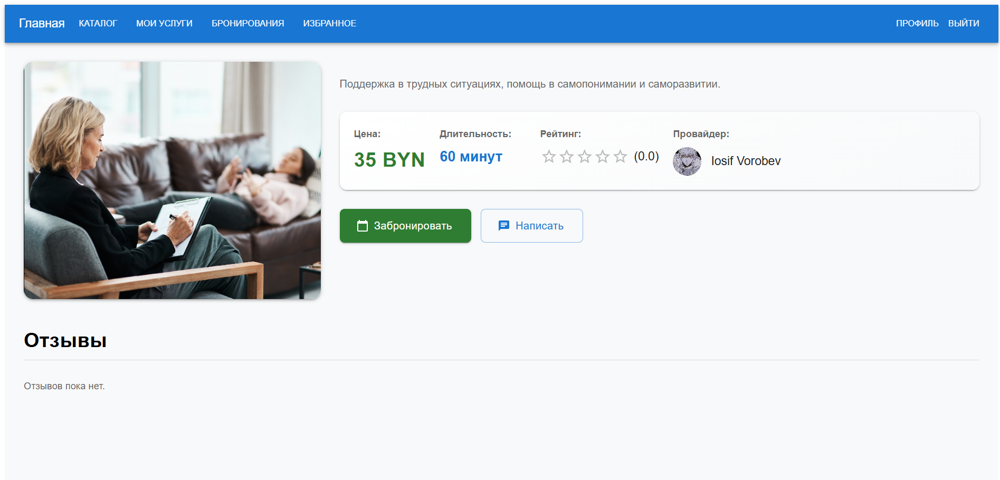 Главная КАТАЛОГ МОИ УСЛУГИ БРОНИРОВАНИЯ ИЗБРАННОЕ ПРОФИЛЬ ВЫЙТИ
Поддержка в трудных ситуациях, помощь в самопонимании и саморазвитии.
Цена: Длительность: Рейтинг: Провайдер:
35 BYN 60 минут (0.0) Iosif Vorobev
Забронировать Написать
Отзывы
Отзывов пока нет.